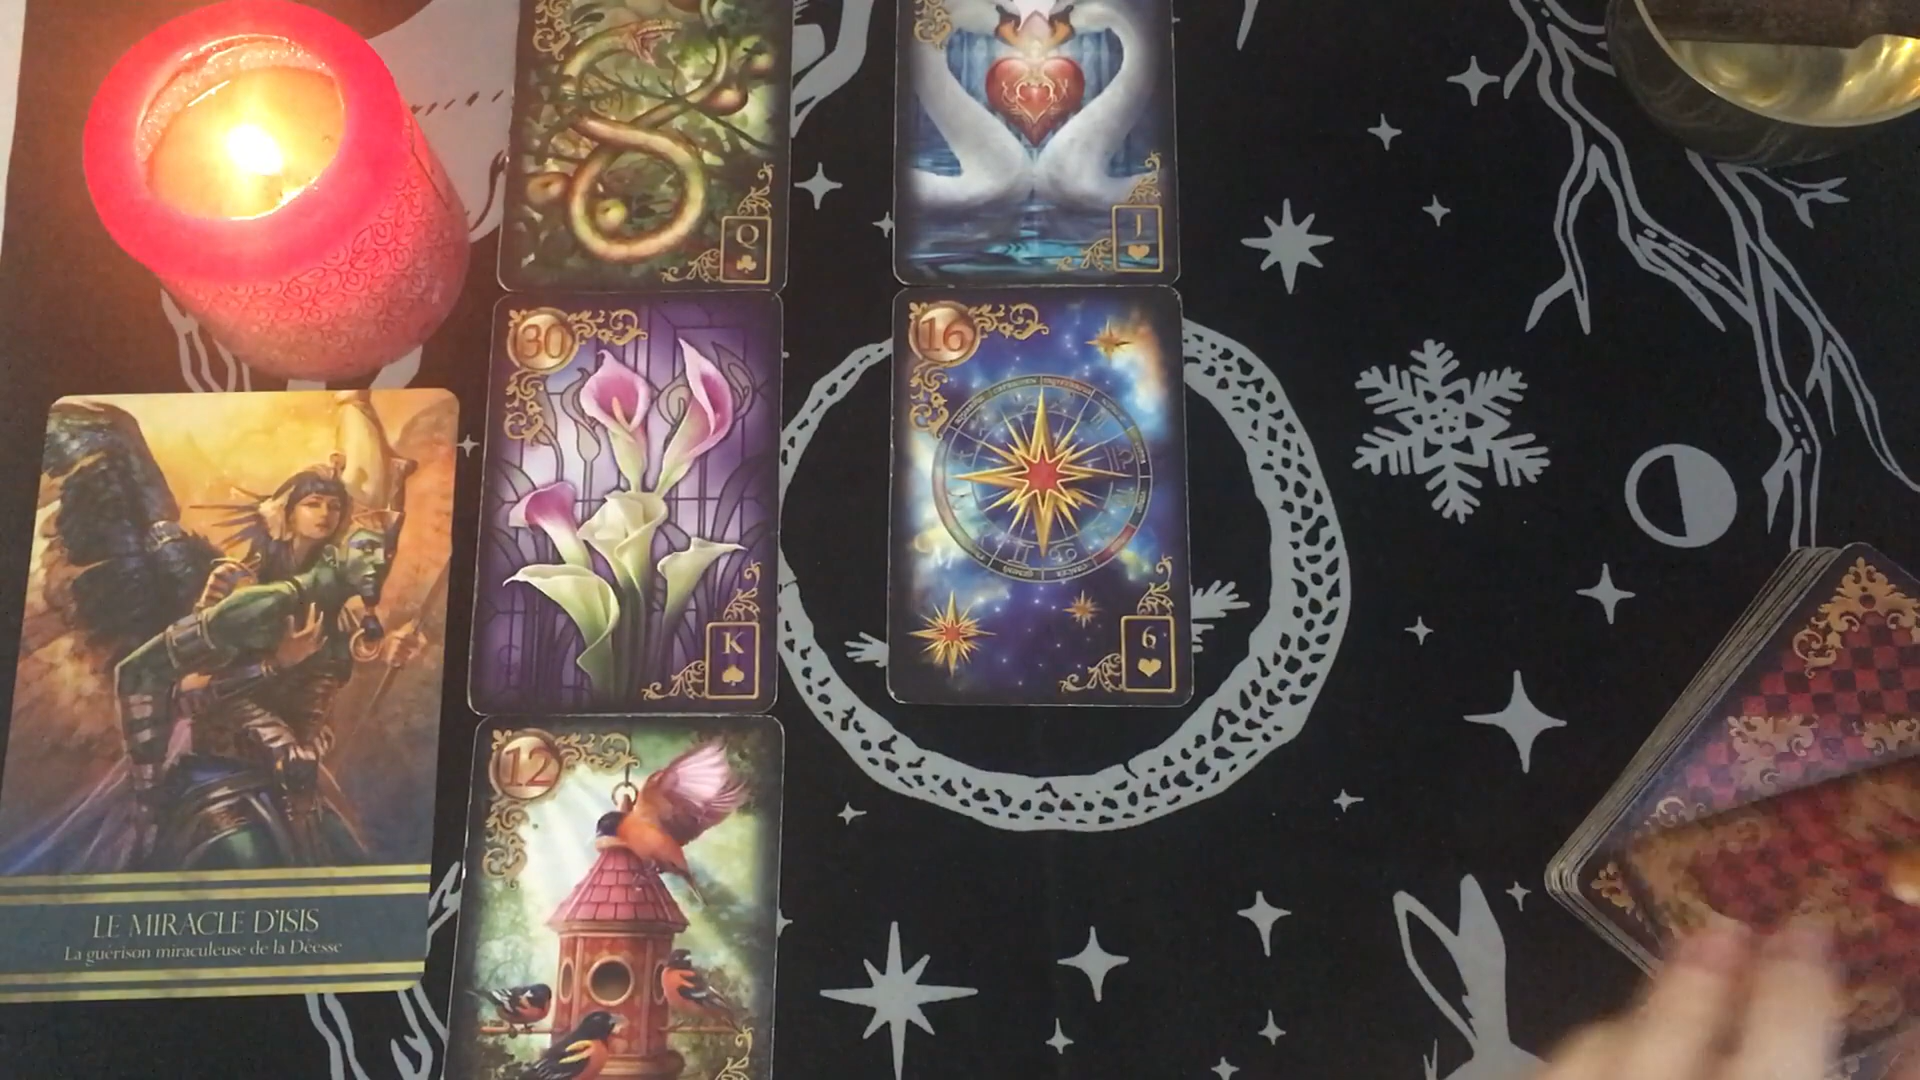 Q
J
30
16
K
6
12
LE MIRACLE D'ISIS
La guérison miraculeuse de la Déesse